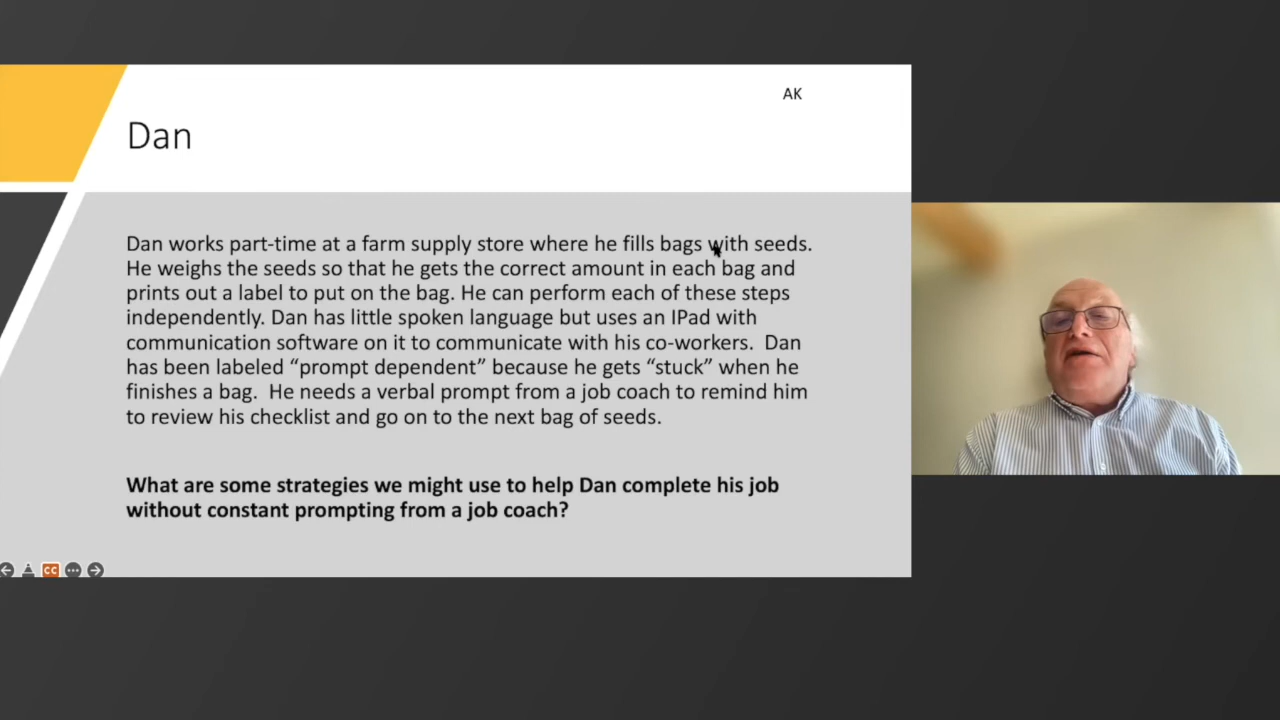 AK
Dan
Dan works part-time at a farm supply store where he fills bags with seeds.
He weighs the seeds so that he gets the correct amount in each bag and
prints out a label to put on the bag. He can perform each of these steps
independently. Dan has little spoken language but uses an IPad with
communication software on it to communicate with his co-workers.  Dan
has been labeled “prompt dependent” because he gets “stuck” when he
finishes a bag.  He needs a verbal prompt from a job coach to remind him
to review his checklist and go on to the next bag of seeds.
What are some strategies we might use to help Dan complete his job
without constant prompting from a job coach?
CC